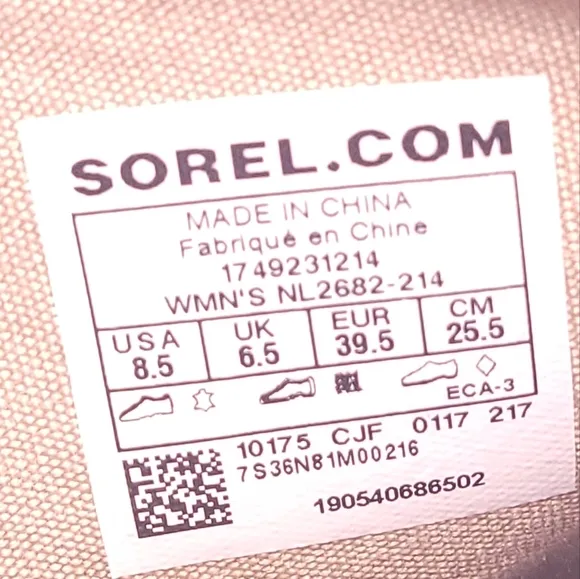 SOREL.COM
MADE IN CHINA
Fabriqué en Chine
1749231214
WMN'S NL2682-214
USA UK EUR CM
8.5 6.5 39.5 25.5
ECA-3
10175 CJF 0117 217
7S36N81M00216
190540686502